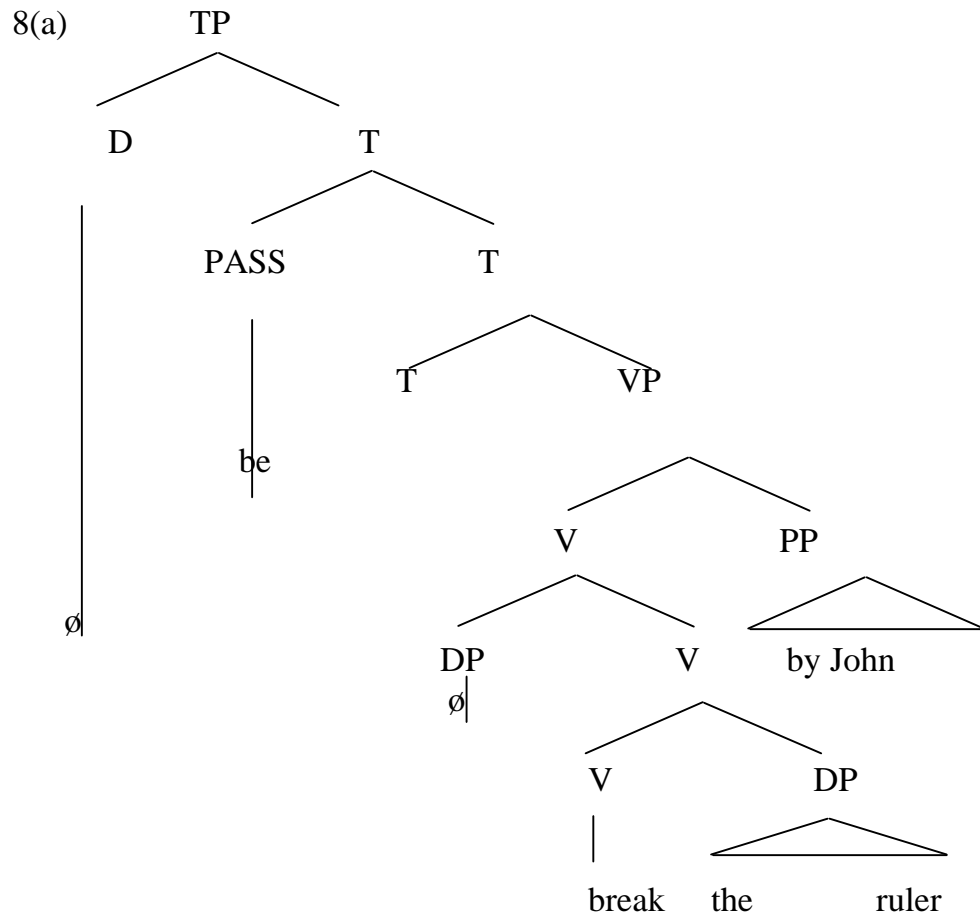 8(a) TP
D T
PASS T
T VP
be
V PP
ø
DP V by John
ø
V DP
break the ruler